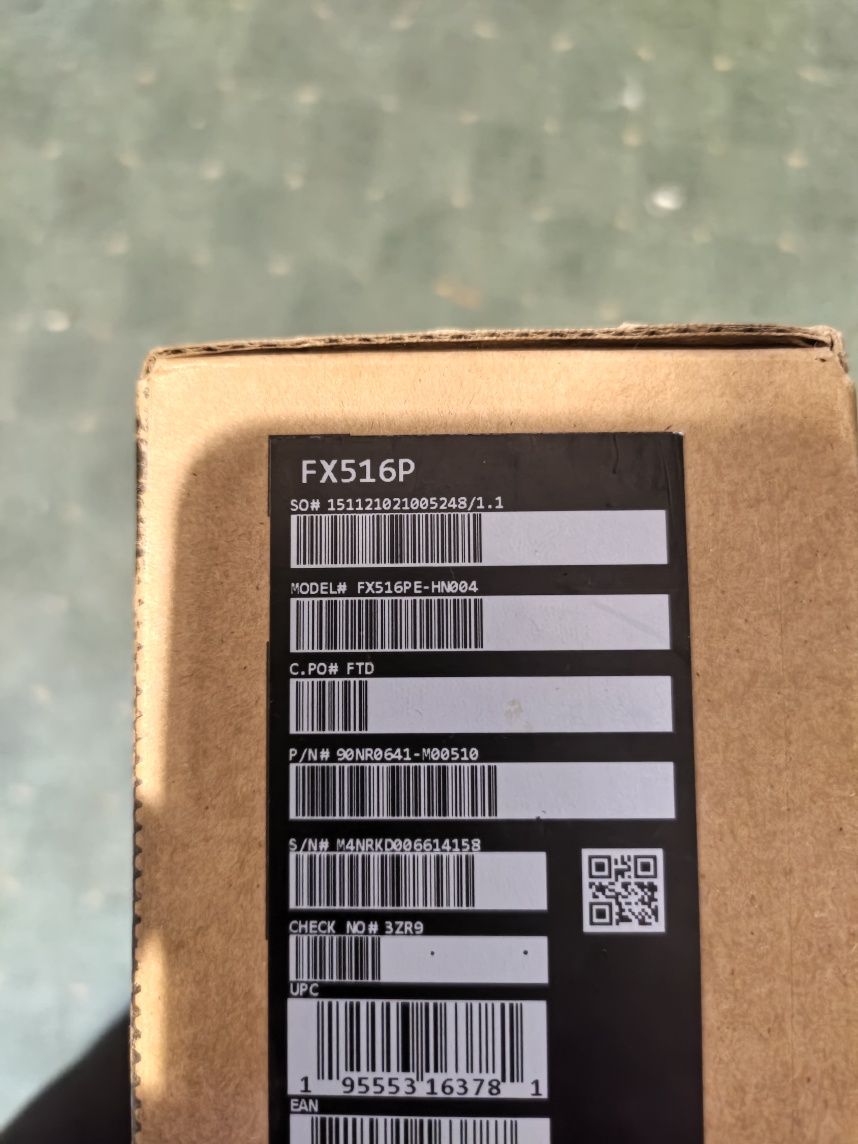 FX516P
SO# 151121021005248/1.1
MODEL# FX516PE-HN004
C.PO# FTD
P/N# 90NR0641-M00510
S/N# M4NRKD006614158
CHECK NO# 3ZR9
UPC
1 95553 16378 1
EAN